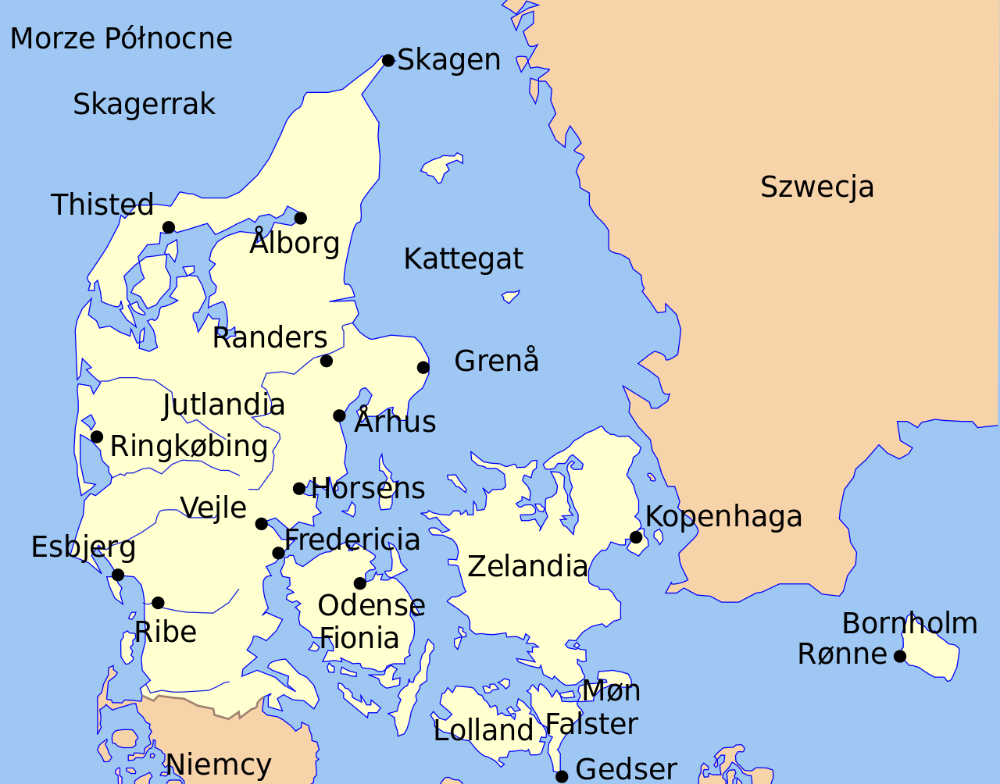 Morze Północne
Skagen
Skagerrak
Szwecja
Thisted
Ålborg
Kattegat
Randers
Grenå
Jutlandia
Århus
Ringkøbing
Horsens
Vejle
Kopenhaga
Fredericia
Esbjerg
Zelandia
Odense
Ribe
Fionia
Bornholm
Rønne
Møn
Falster
Lolland
Niemcy
Gedser